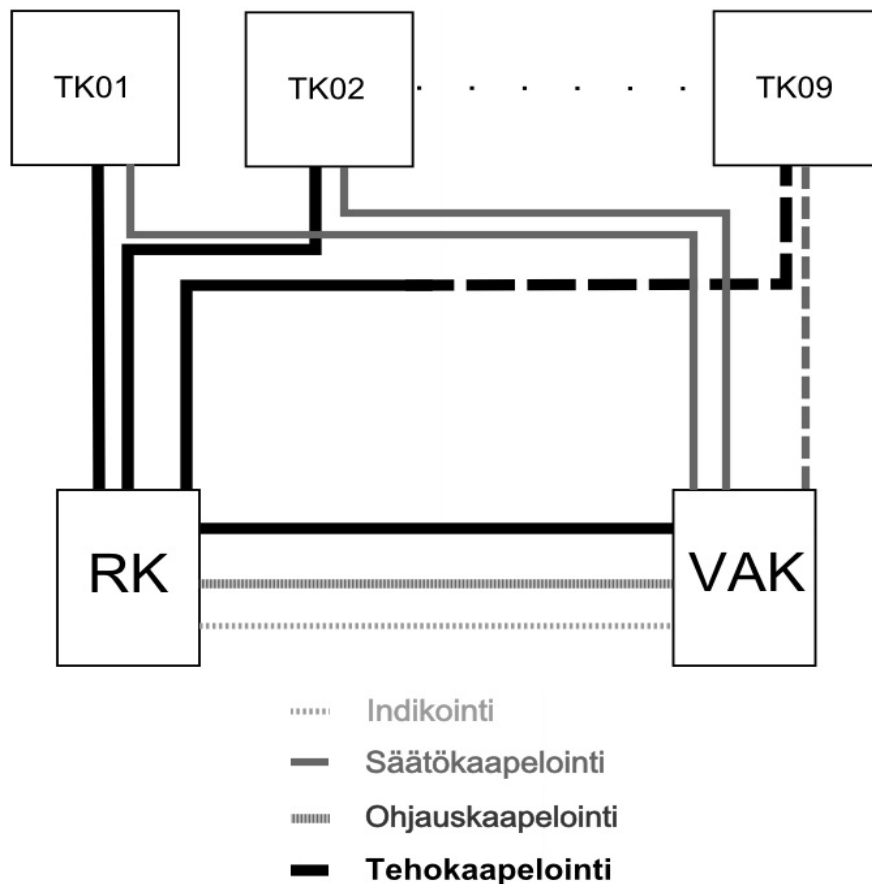 TK01 TK02 TK09
RK VAK
Indikointi
Säätökaapelointi
Ohjauskaapelointi
Tehokaapelointi